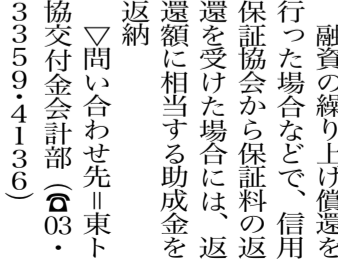 融資の繰り上げ償還を
行った場合などで、信用
保証協会から保証料の返
還を受けた場合には、返
還額に相当する助成金を
返納
▽問い合わせ先＝東ト
協交付金会計部（☎03・
3359・4136）